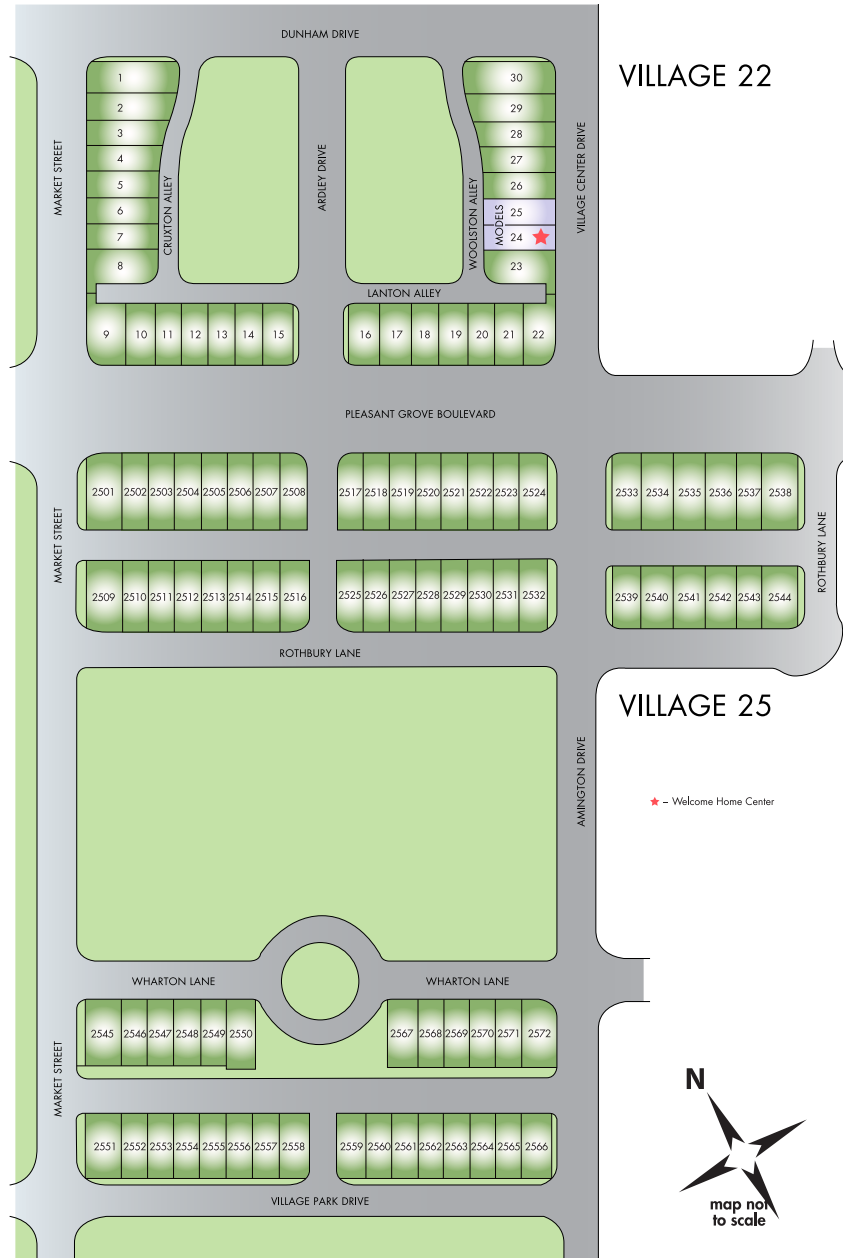 DUNHAM DRIVE
VILLAGE 22
MARKET STREET
CRUXTON ALLEY
ARDLEY DRIVE
WOOLSTON ALLEY
VILLAGE CENTER DRIVE
1
2
3
4
5
6
7
8
30
29
28
27
26
25
24
MODELS
23
LANTON ALLEY
9 10 11 12 13 14 15
16 17 18 19 20 21 22
PLEASANT GROVE BOULEVARD
2501 2502 2503 2504 2505 2506 2507 2508
2517 2518 2519 2520 2521 2522 2523 2524
2533 2534 2535 2536 2537 2538
MARKET STREET
ROTHBURY LANE
2509 2510 2511 2512 2513 2514 2515 2516
2525 2526 2527 2528 2529 2530 2531 2532
2539 2540 2541 2542 2543 2544
ROTHBURY LANE
VILLAGE 25
AMINGTON DRIVE
– Welcome Home Center
WHARTON LANE
WHARTON LANE
2545 2546 2547 2548 2549 2550
2567 2568 2569 2570 2571 2572
MARKET STREET
2551 2552 2553 2554 2555 2556 2557 2558
2559 2560 2561 2562 2563 2564 2565 2566
VILLAGE PARK DRIVE
N
map not
to scale